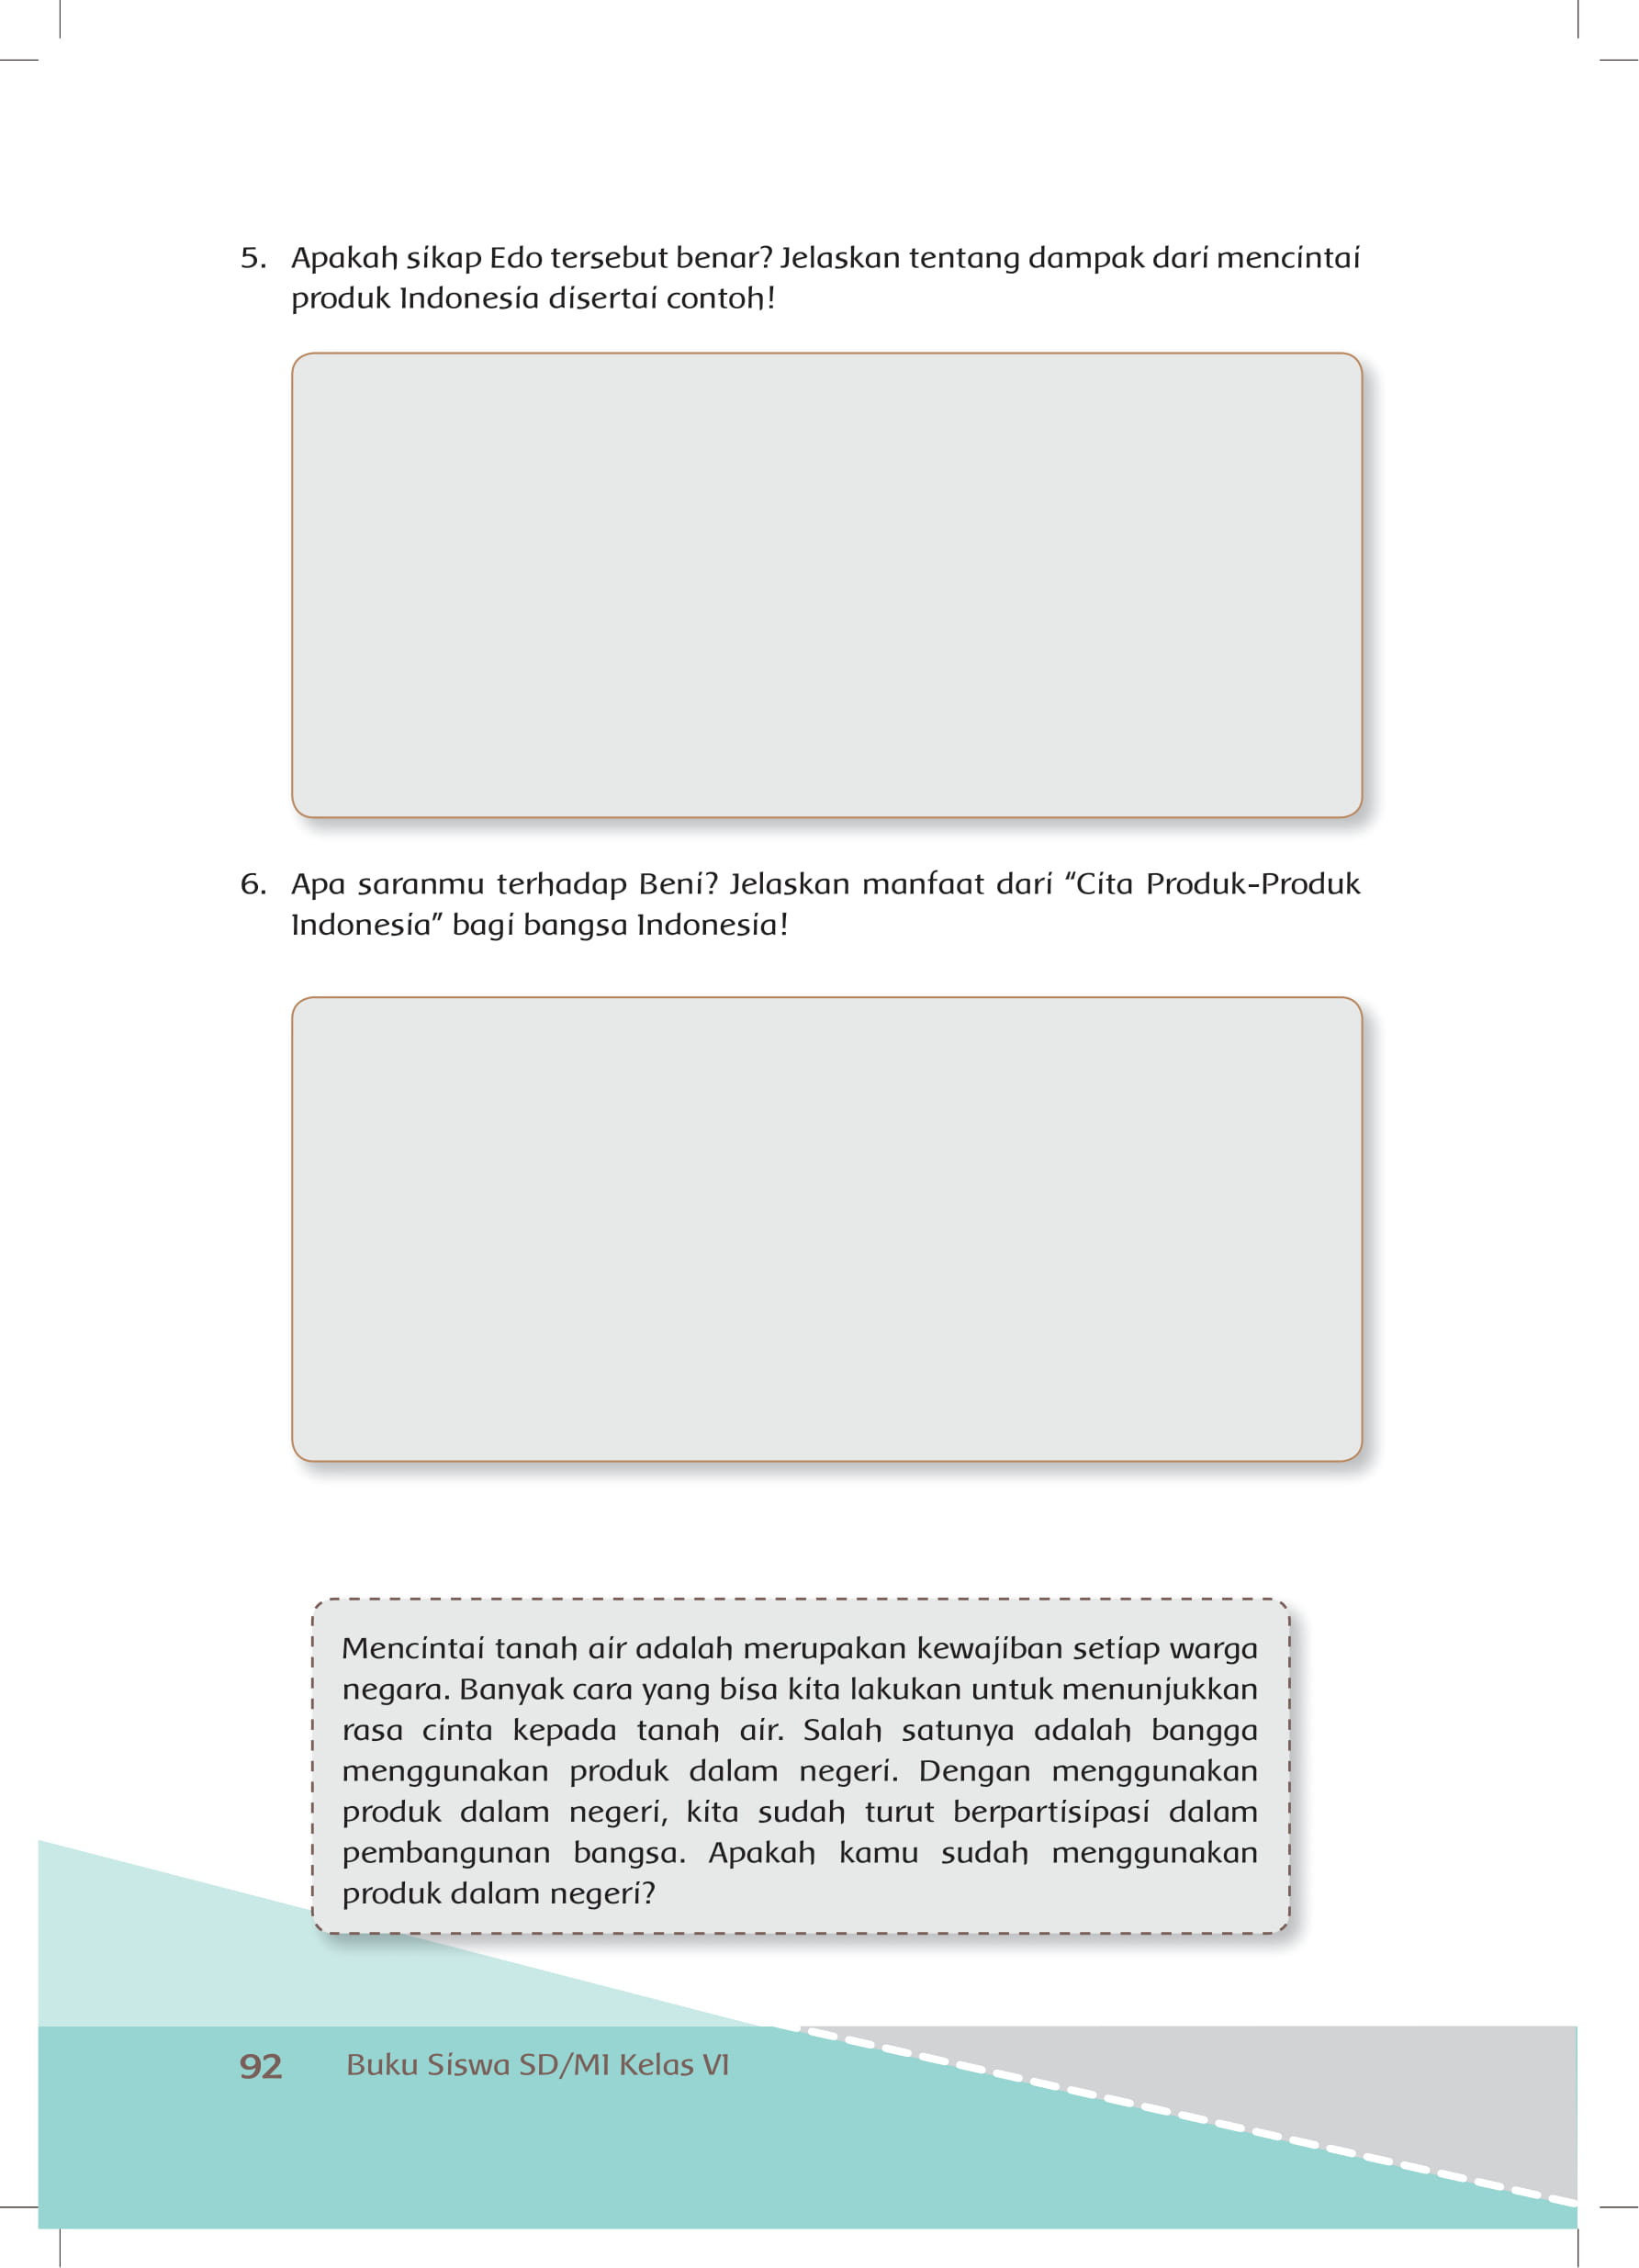 5. Apakah sikap Edo tersebut benar? Jelaskan tentang dampak dari mencintai
produk Indonesia disertai contoh!
6. Apa saranmu terhadap Beni? Jelaskan manfaat dari “Cita Produk-Produk
Indonesia” bagi bangsa Indonesia!
Mencintai tanah air adalah merupakan kewajiban setiap warga
negara. Banyak cara yang bisa kita lakukan untuk menunjukkan
rasa cinta kepada tanah air. Salah satunya adalah bangga
menggunakan produk dalam negeri. Dengan menggunakan
produk dalam negeri, kita sudah turut berpartisipasi dalam
pembangunan bangsa. Apakah kamu sudah menggunakan
produk dalam negeri?
92 Buku Siswa SD/MI Kelas VI